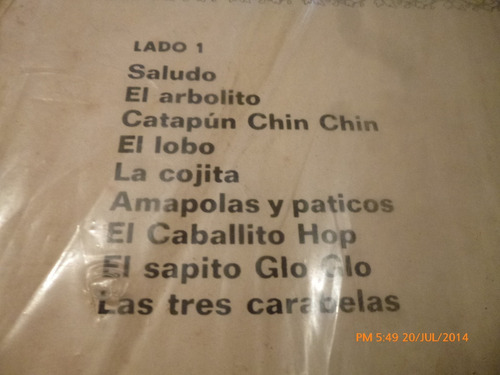 LADO 1
Saludo
El arbolito
Catapún Chin Chin
El lobo
La cojita
Amapolas y paticos
El Caballito Hop
El sapito Glo Glo
Las tres carabelas
PM 5:49 20/JUL/2014